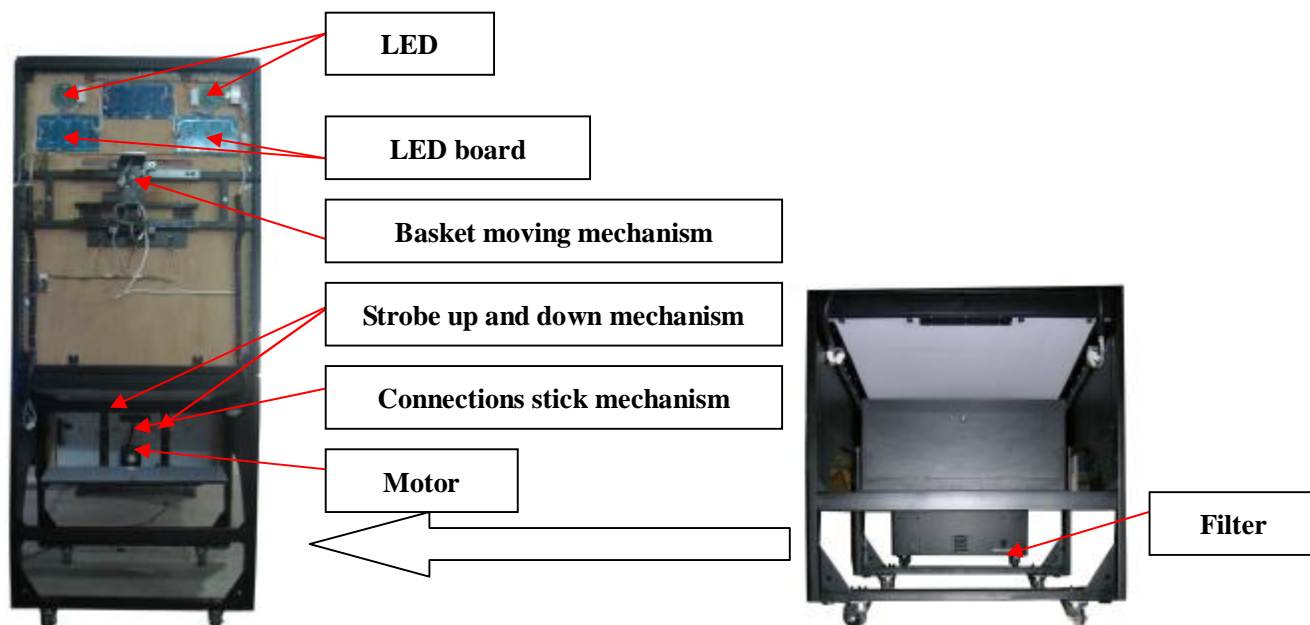 LED
LED board
Basket moving mechanism
Strobe up and down mechanism
Connections stick mechanism
Motor
Filter